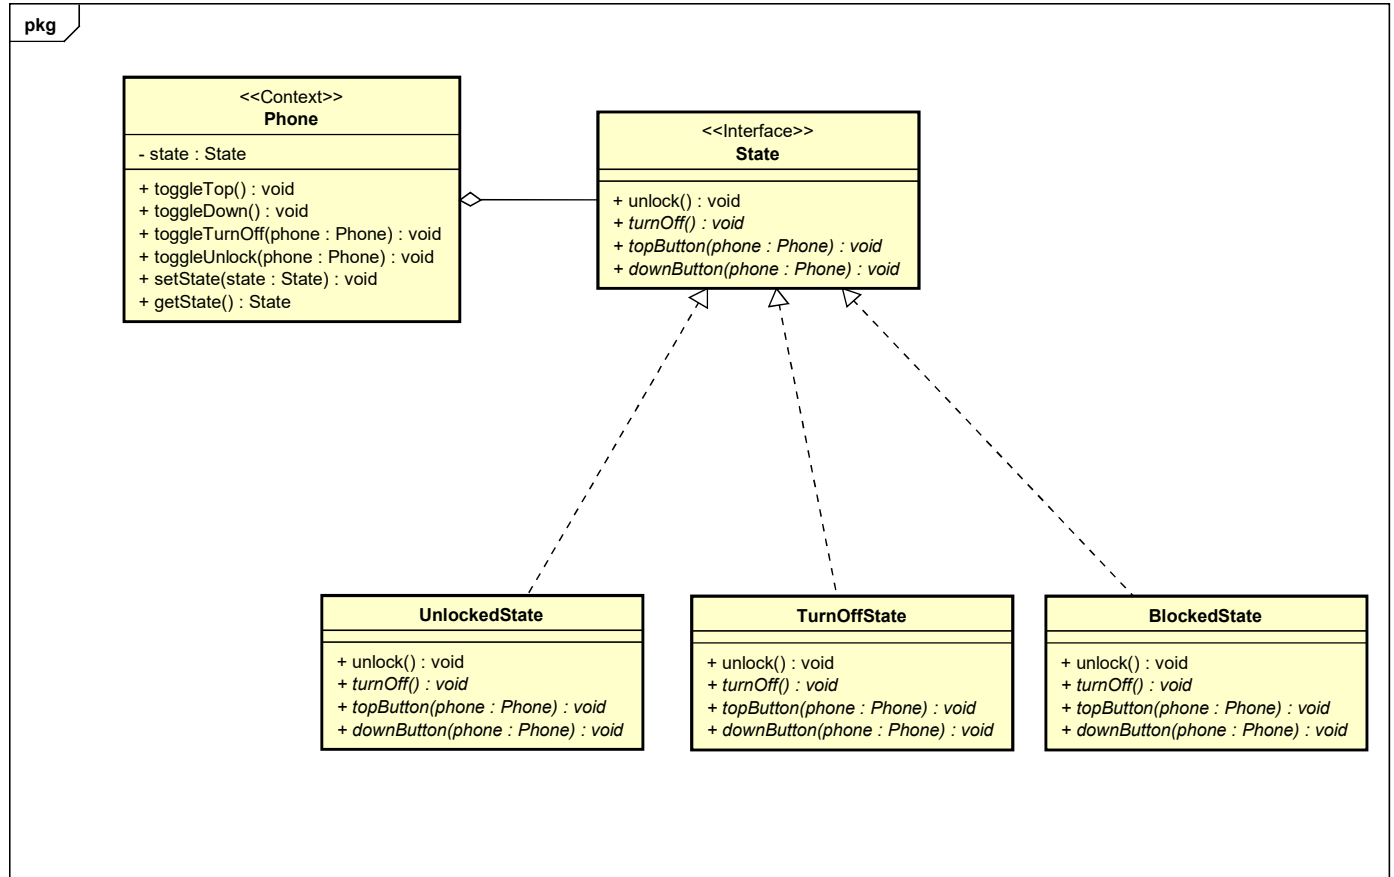 pkg
<<Context>>
Phone
- state : State
+ toggleTop() : void
+ toggleDown() : void
+ toggleTurnOff(phone : Phone) : void
+ toggleUnlock(phone : Phone) : void
+ setState(state : State) : void
+ getState() : State
<<Interface>>
State
+ unlock() : void
+ turnOff() : void
+ topButton(phone : Phone) : void
+ downButton(phone : Phone) : void
UnlockedState
+ unlock() : void
+ turnOff() : void
+ topButton(phone : Phone) : void
+ downButton(phone : Phone) : void
TurnOffState
+ unlock() : void
+ turnOff() : void
+ topButton(phone : Phone) : void
+ downButton(phone : Phone) : void
BlockedState
+ unlock() : void
+ turnOff() : void
+ topButton(phone : Phone) : void
+ downButton(phone : Phone) : void